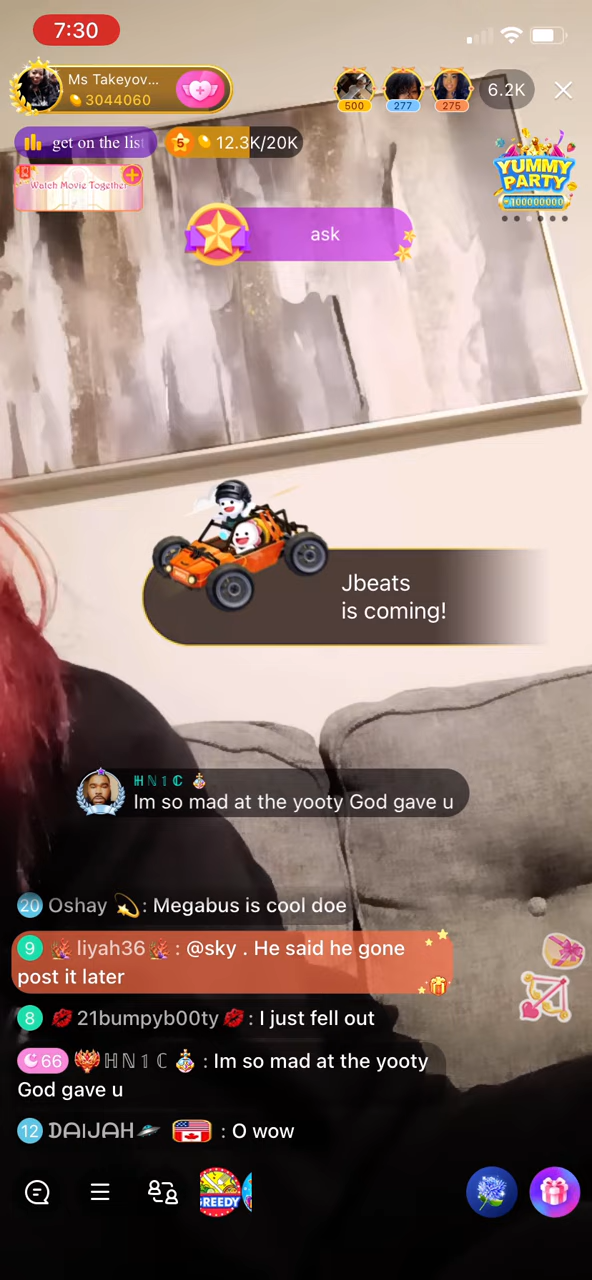 7:30
Ms Takeyov...
3044060
500
277
275
6.2K
get on the list
5
12.3K/20K
Watch Movie Together
YUMMY
PARTY
100000000
ask
Jbeats
is coming!
ℍℕ𝟙ℂ
Im so mad at the yooty God gave u
20 Oshay 💫: Megabus is cool doe
9 liyah36 : @sky . He said he gone
post it later
8 💋 21bumpyb00ty 💋 : I just fell out
66 ℍℕ𝟙ℂ : Im so mad at the yooty
God gave u
12 ᎠᗩIᒍᗩᕼ🛸 : O wow
GREEDY